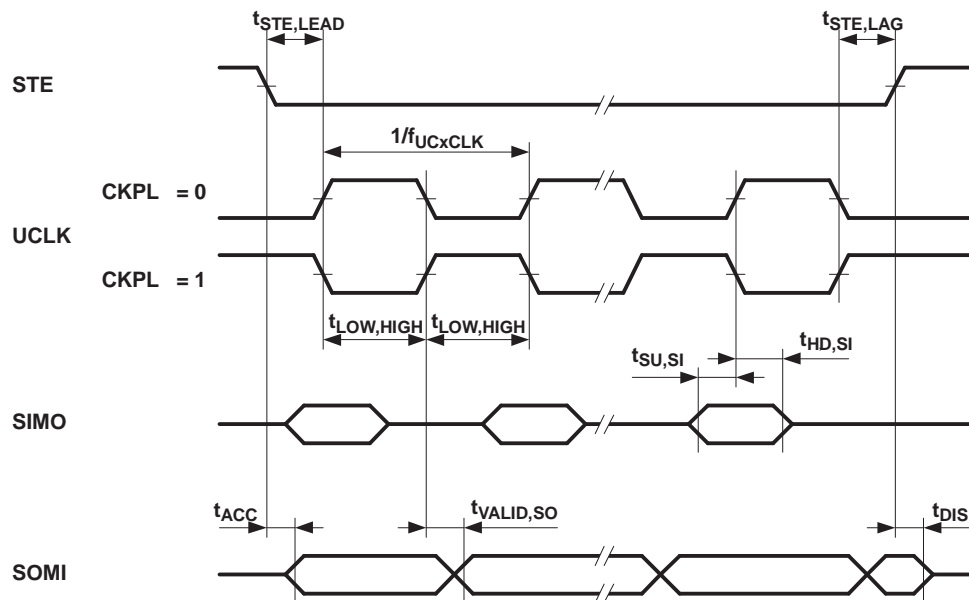 tSTE,LEAD
tSTE,LAG
STE
1/fUCxCLK
CKPL = 0
UCLK
CKPL = 1
tLOW,HIGH tLOW,HIGH
tSU,SI
tHD,SI
SIMO
tACC
tVALID,SO
tDIS
SOMI